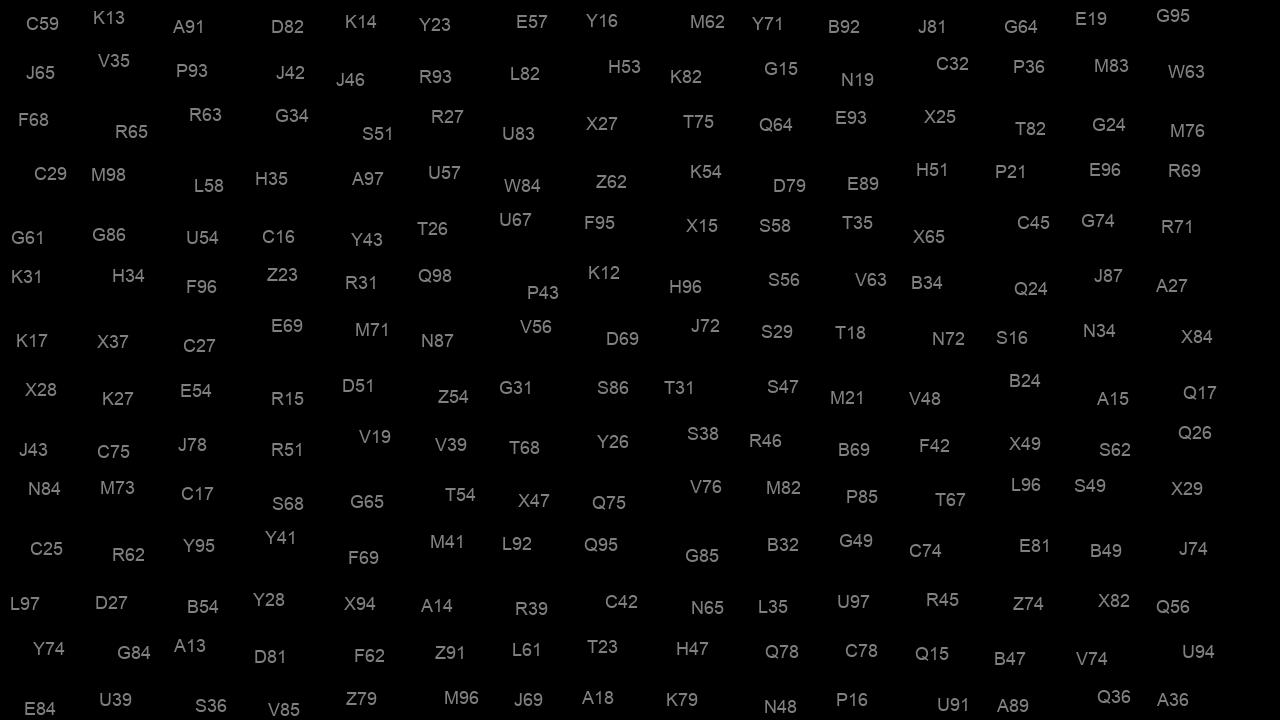 C59 K13 A91 D82 K14 Y23 E57 Y16 M62 Y71 B92 J81 G64 E19 G95
J65 V35 P93 J42 J46 R93 L82 H53 K82 G15 N19 C32 P36 M83 W63
F68 R65 R63 G34 S51 R27 U83 X27 T75 Q64 E93 X25 T82 G24 M76
C29 M98 L58 H35 A97 U57 W84 Z62 K54 D79 E89 H51 P21 E96 R69
G61 G86 U54 C16 Y43 T26 U67 F95 X15 S58 T35 X65 C45 G74 R71
K31 H34 F96 Z23 R31 Q98 P43 K12 H96 S56 V63 B34 Q24 J87 A27
K17 X37 C27 E69 M71 N87 V56 D69 J72 S29 T18 N72 S16 N34 X84
X28 K27 E54 R15 D51 Z54 G31 S86 T31 S47 M21 V48 B24 A15 Q17
J43 C75 J78 R51 V19 V39 T68 Y26 S38 R46 B69 F42 X49 S62 Q26
N84 M73 C17 S68 G65 T54 X47 Q75 V76 M82 P85 T67 L96 S49 X29
C25 R62 Y95 Y41 F69 M41 L92 Q95 G85 B32 G49 C74 E81 B49 J74
L97 D27 B54 Y28 X94 A14 R39 C42 N65 L35 U97 R45 Z74 X82 Q56
Y74 G84 A13 D81 F62 Z91 L61 T23 H47 Q78 C78 Q15 B47 V74 U94
E84 U39 S36 V85 Z79 M96 J69 A18 K79 N48 P16 U91 A89 Q36 A36